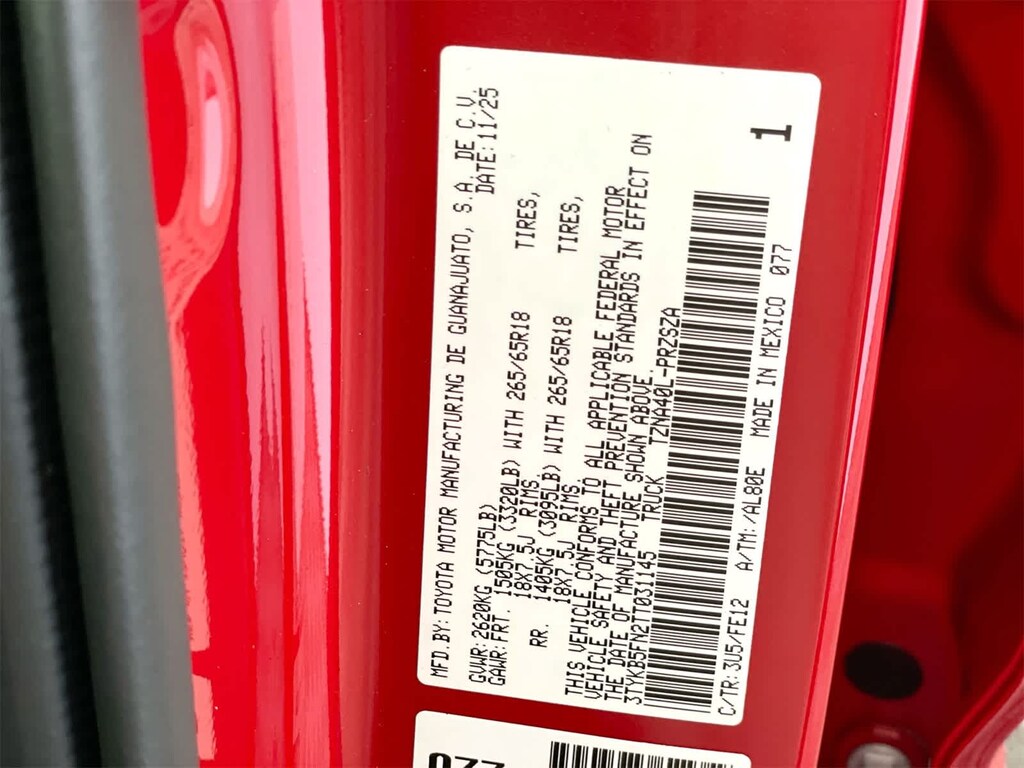 MFD.BY:TOYOTA MOTOR MANUFACTURING DE GUANAJUATO, S.A. DE C.V.
DATE: 11/25
GVWR:2620KG (5775LB)
GAWR:FRT. 1505KG (3320LB) WITH 265/65R18 TIRES,
18X7.5J RIMS.
RR. 1405KG (3095LB) WITH 265/65R18 TIRES,
18X7.5J RIMS.
THIS VEHICLE CONFORMS TO ALL APPLICABLE FEDERAL MOTOR
VEHICLE SAFETY AND THEFT PREVENTION STANDARDS IN EFFECT ON
THE DATE OF MANUFACTURE SHOWN ABOVE.
3TYKB5FN2TT031145 TRUCK TZNA40L-PRZSZA
C/TR:3U5/FE12 A/TM:/AL80E MADE IN MEXICO 077
1